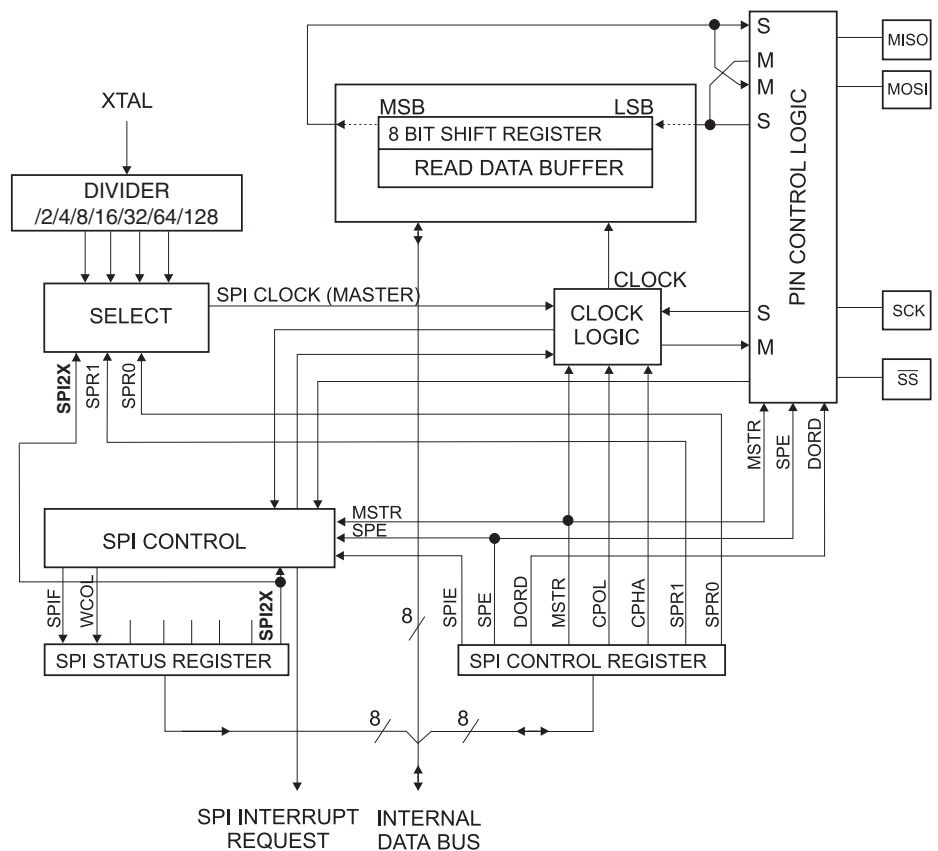 S
MISO
M
M
MOSI
S
XTAL
MSB
LSB
8 BIT SHIFT REGISTER
READ DATA BUFFER
DIVIDER
/2/4/8/16/32/64/128
PIN CONTROL LOGIC
SPI CLOCK (MASTER)
CLOCK
SELECT
CLOCK
LOGIC
S
M
SCK
SS
SPI2X
SPR1
SPR0
MSTR
SPE
DORD
MSTR
SPE
SPI CONTROL
SPIF
WCOL
SPI2X
8
SPIE
SPE
DORD
MSTR
CPOL
CPHA
SPR1
SPR0
SPI STATUS REGISTER
SPI CONTROL REGISTER
8
8
SPI INTERRUPT
REQUEST
INTERNAL
DATA BUS